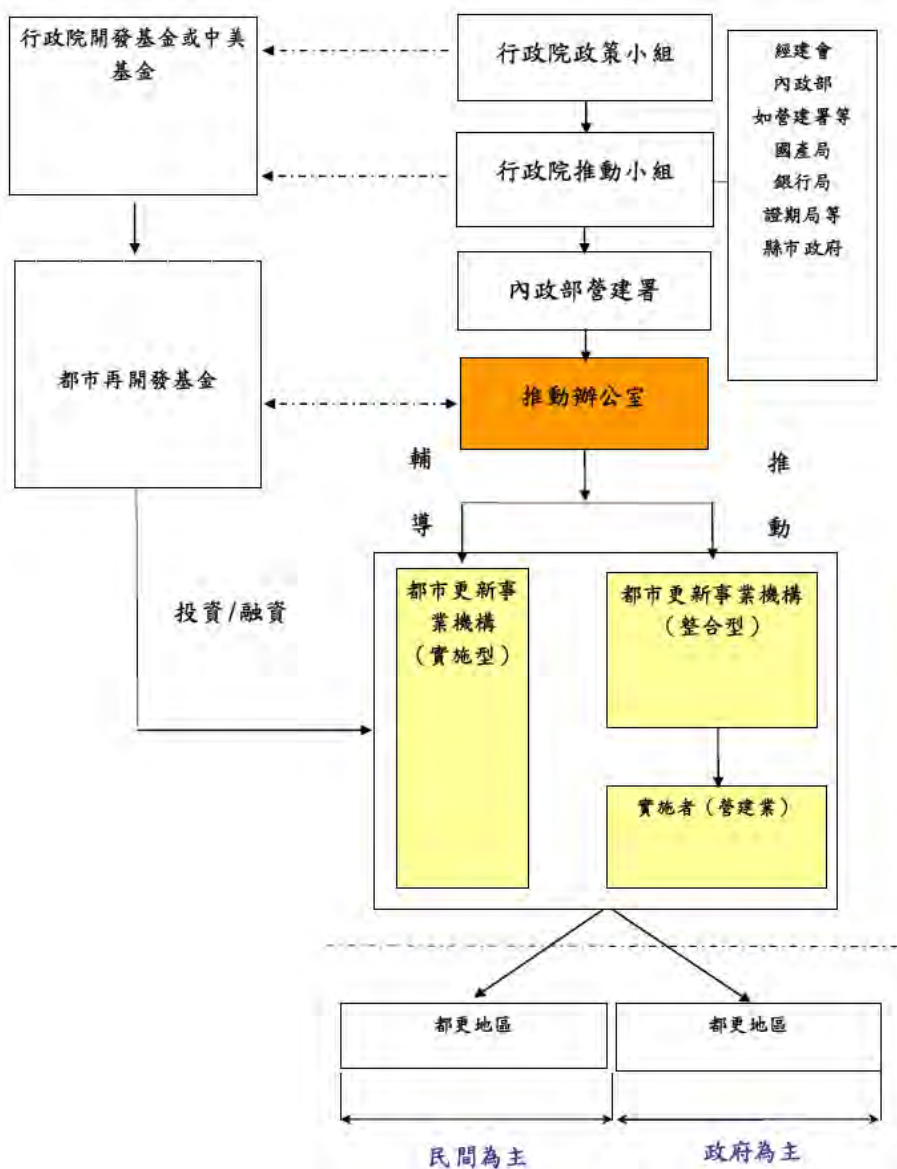 行政院開發基金或中美
基金
行政院政策小組
經建會
內政部
如營建署等
國產局
銀行局
證期局等
縣市政府
行政院推動小組
內政部營建署
都市再開發基金
推動辦公室
輔
導
推
動
投資/融資
都市更新事
業機構
（實施型）
都市更新事業機構
（整合型）
實施者（營建業）
都更地區
都更地區
民間為主
政府為主